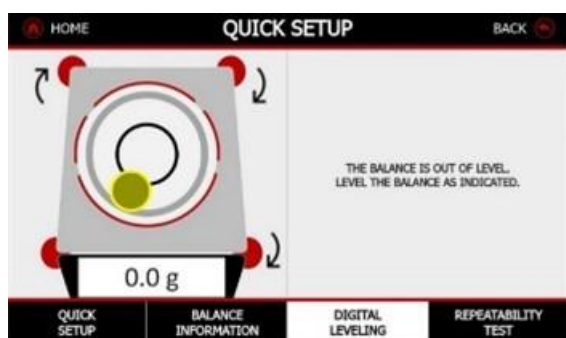 HOME
QUICK SETUP
BACK
THE BALANCE IS OUT OF LEVEL.
LEVEL THE BALANCE AS INDICATED.
0.0 g
QUICK
SETUP
BALANCE
INFORMATION
DIGITAL
LEVELING
REPEATABILITY
TEST